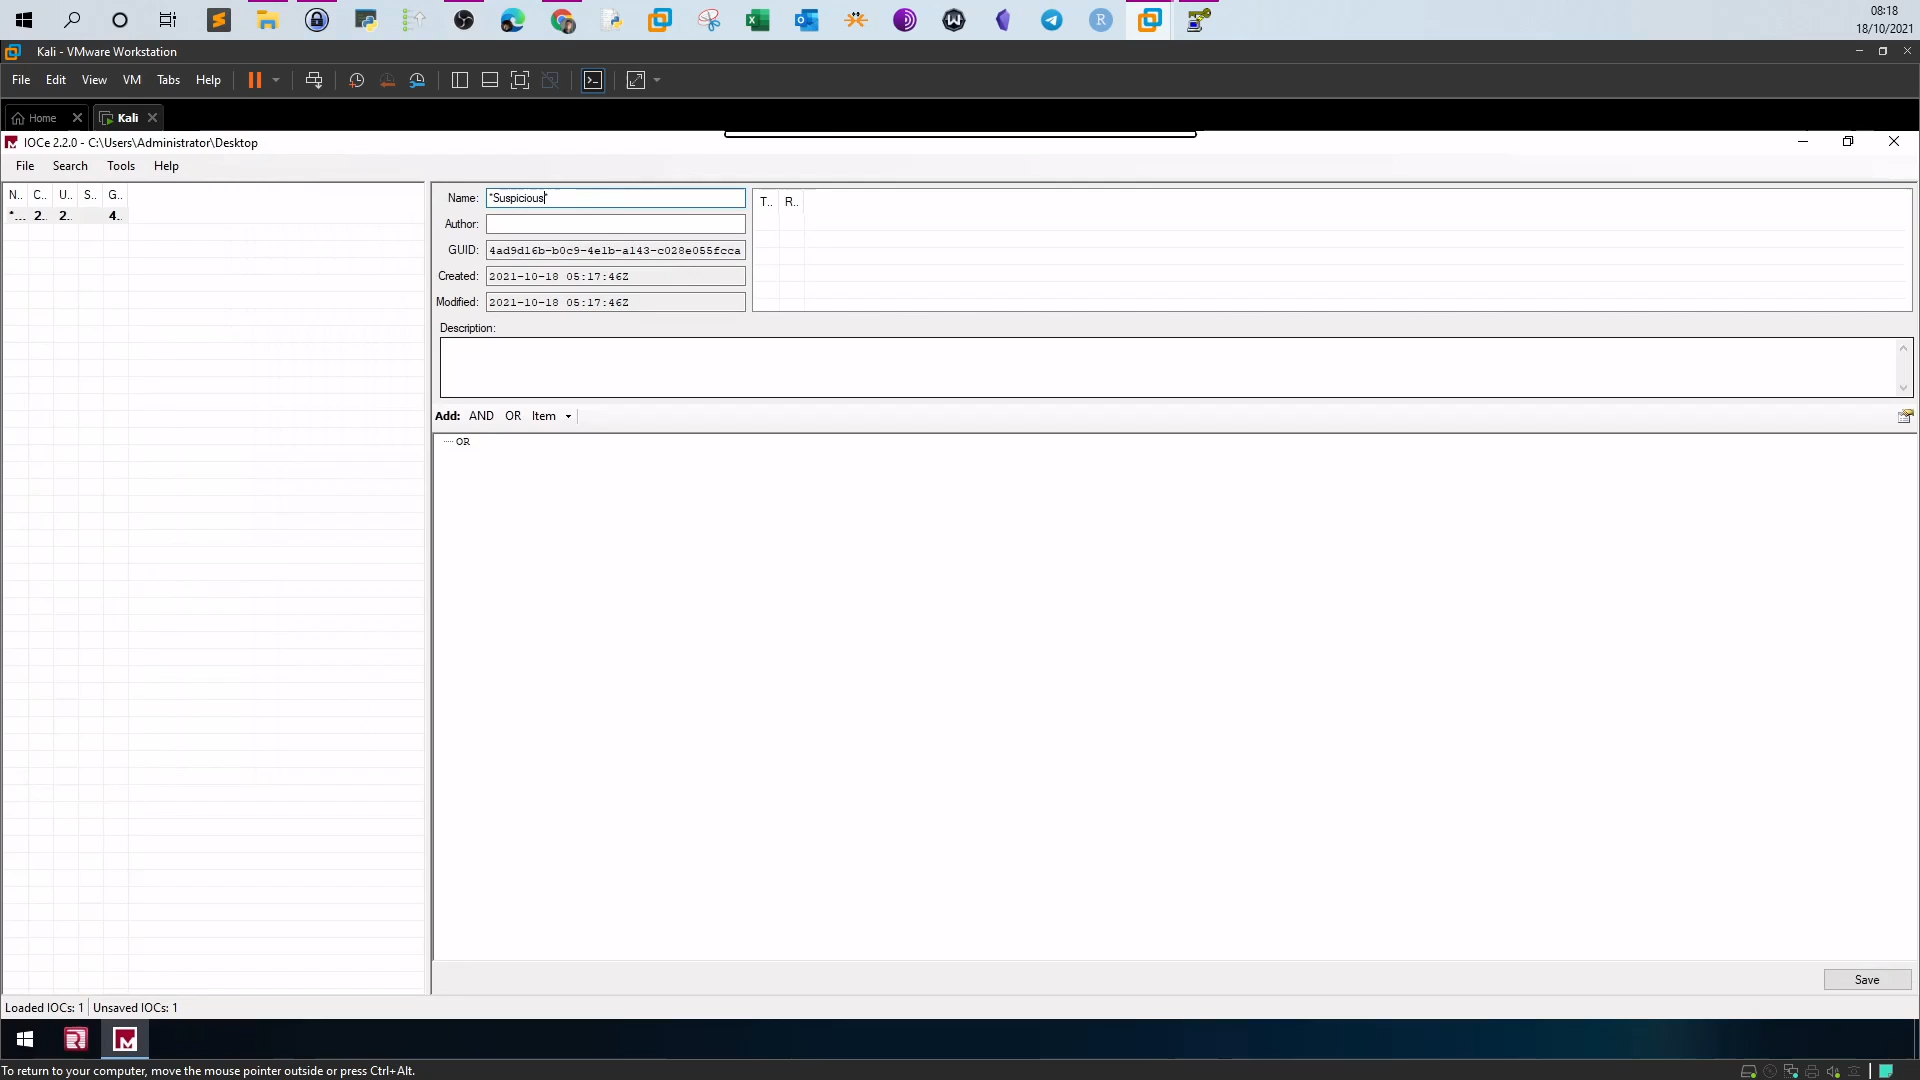 08:18
18/10/2021
Kali - VMware Workstation
File Edit View VM Tabs Help
Home
Kali
IOCe 2.2.0 - C:\Users\Administrator\Desktop
File Search Tools Help
N.. C.. U.. S.. G..
*... 2.. 2.. 4..
Name: *Suspicious*
Author:
GUID: 4ad9d16b-b0c9-4e1b-a143-c028e055fcca
Created: 2021-10-18 05:17:46Z
Modified: 2021-10-18 05:17:46Z
T.. R..
Description:
Add: AND OR Item
OR
Save
Loaded IOCs: 1 Unsaved IOCs: 1
To return to your computer, move the mouse pointer outside or press Ctrl+Alt.